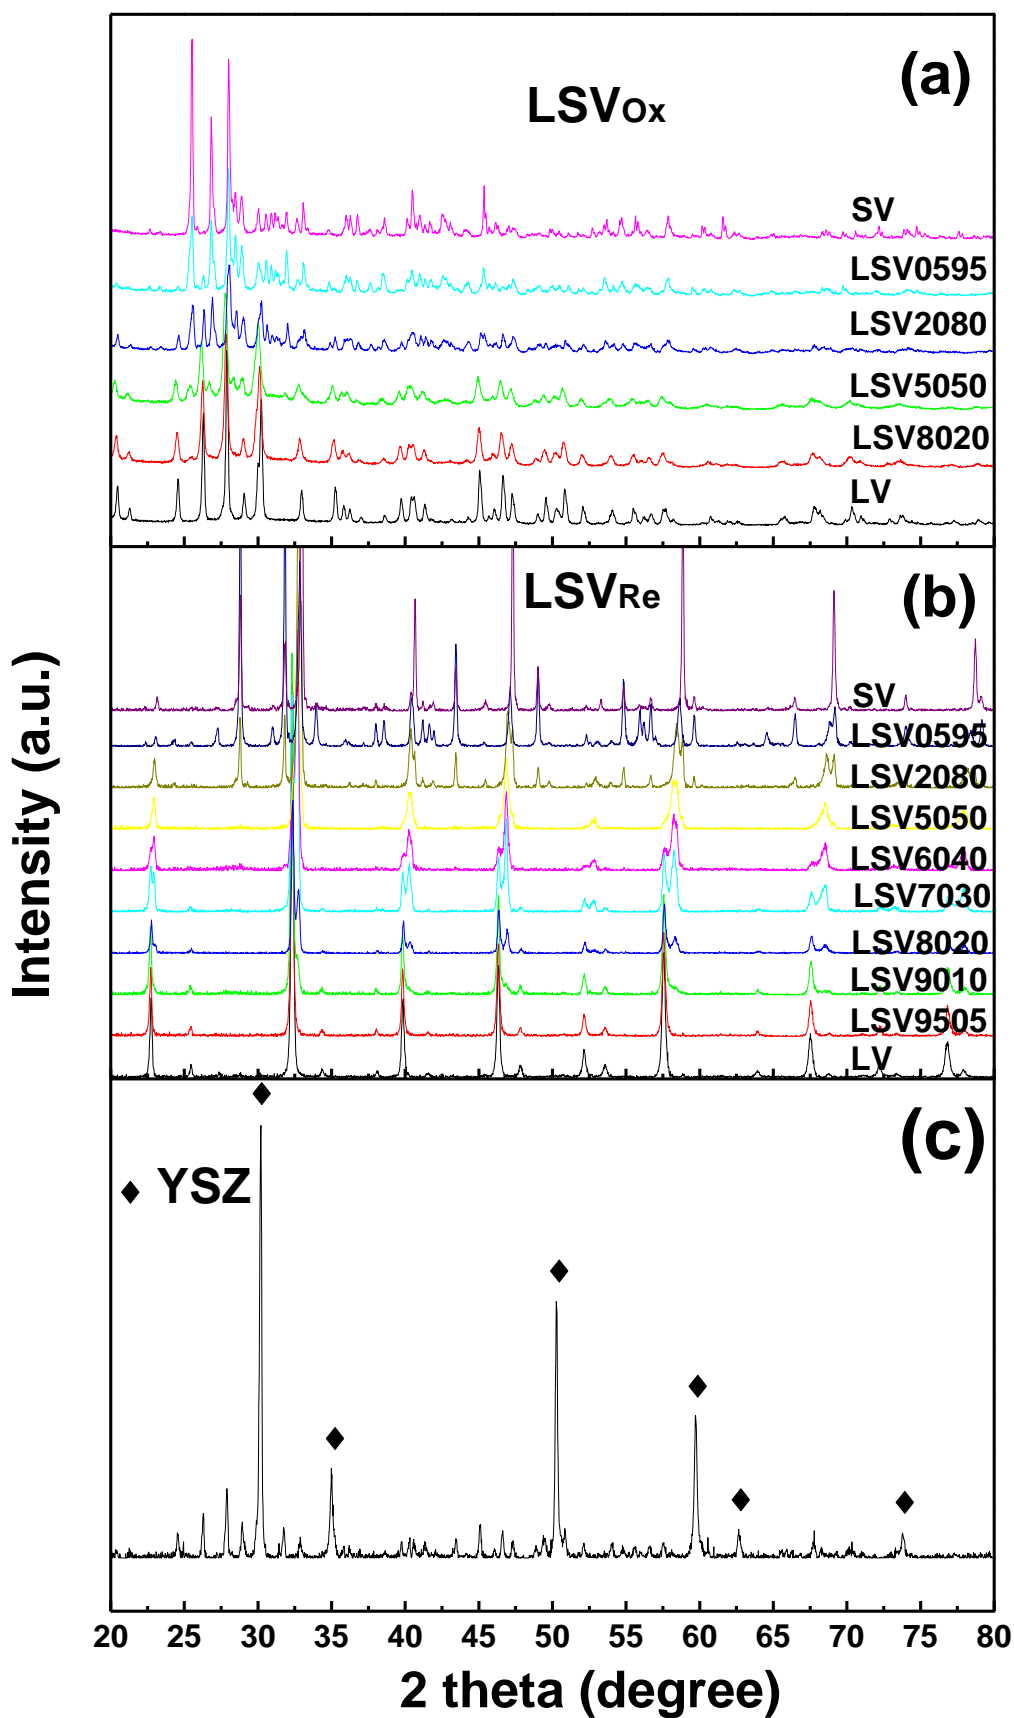 (a)
LSVOx
SV
LSV0595
LSV2080
LSV5050
LSV8020
LV
LSVRe
(b)
SV
LSV0595
LSV2080
LSV5050
LSV6040
LSV7030
LSV8020
LSV9010
LSV9505
LV
(c)
♦ YSZ
Intensity (a.u.)
20 25 30 35 40 45 50 55 60 65 70 75 80
2 theta (degree)